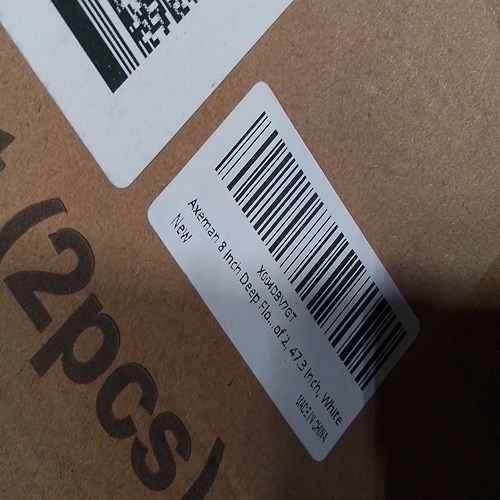 X004DBV7GT
Axeman 8 Inch Deep Flo... of 2, 47.3 Inch, White
New
MADE IN CHINA
(2pcs)